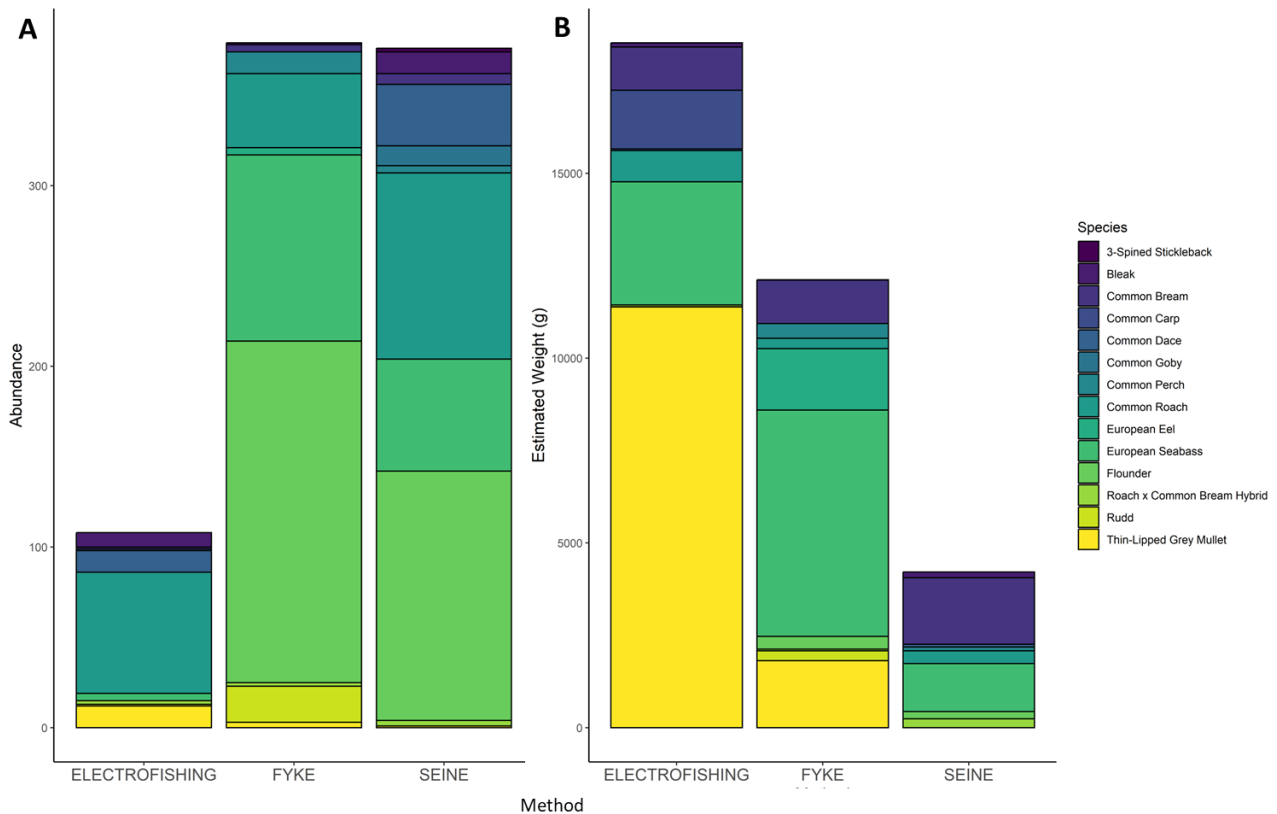 A
B
Abundance
300
200
100
0
ELECTROFISHING
FYKE
SEINE
Estimated Weight (g)
15000
10000
5000
0
ELECTROFISHING
FYKE
SEINE
Method
Species
3-Spined Stickleback
Bleak
Common Bream
Common Carp
Common Dace
Common Goby
Common Perch
Common Roach
European Eel
European Seabass
Flounder
Roach x Common Bream Hybrid
Rudd
Thin-Lipped Grey Mullet